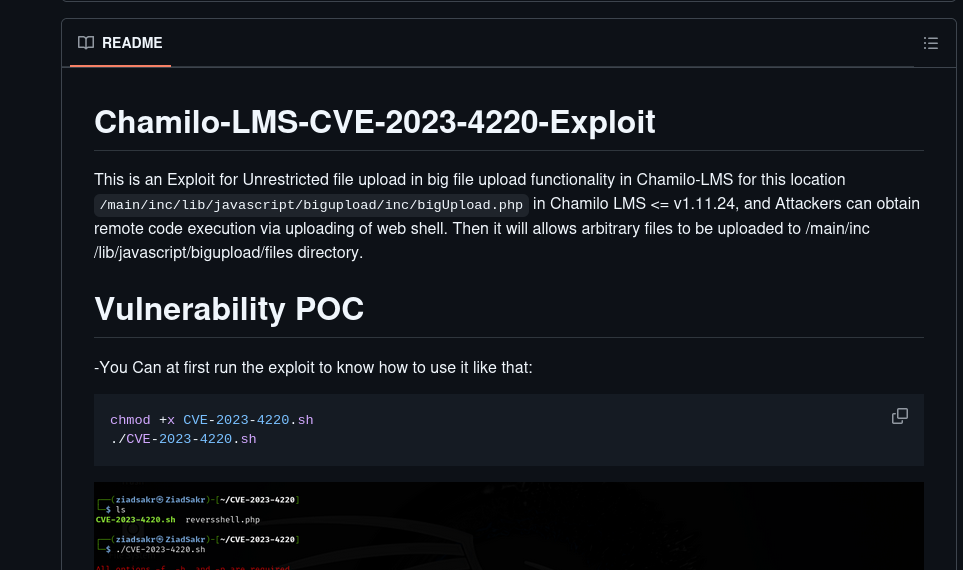 README
Chamilo-LMS-CVE-2023-4220-Exploit
This is an Exploit for Unrestricted file upload in big file upload functionality in Chamilo-LMS for this location
/main/inc/lib/javascript/bigupload/inc/bigUpload.php in Chamilo LMS <= v1.11.24, and Attackers can obtain
remote code execution via uploading of web shell. Then it will allows arbitrary files to be uploaded to /main/inc
/lib/javascript/bigupload/files directory.
Vulnerability POC
-You Can at first run the exploit to know how to use it like that:
chmod +x CVE-2023-4220.sh
./CVE-2023-4220.sh
┌──(ziadsakr㉿ZiadSakr)-[~/CVE-2023-4220]
└─$ ls
CVE-2023-4220.sh  reversshell.php
┌──(ziadsakr㉿ZiadSakr)-[~/CVE-2023-4220]
└─$ ./CVE-2023-4220.sh